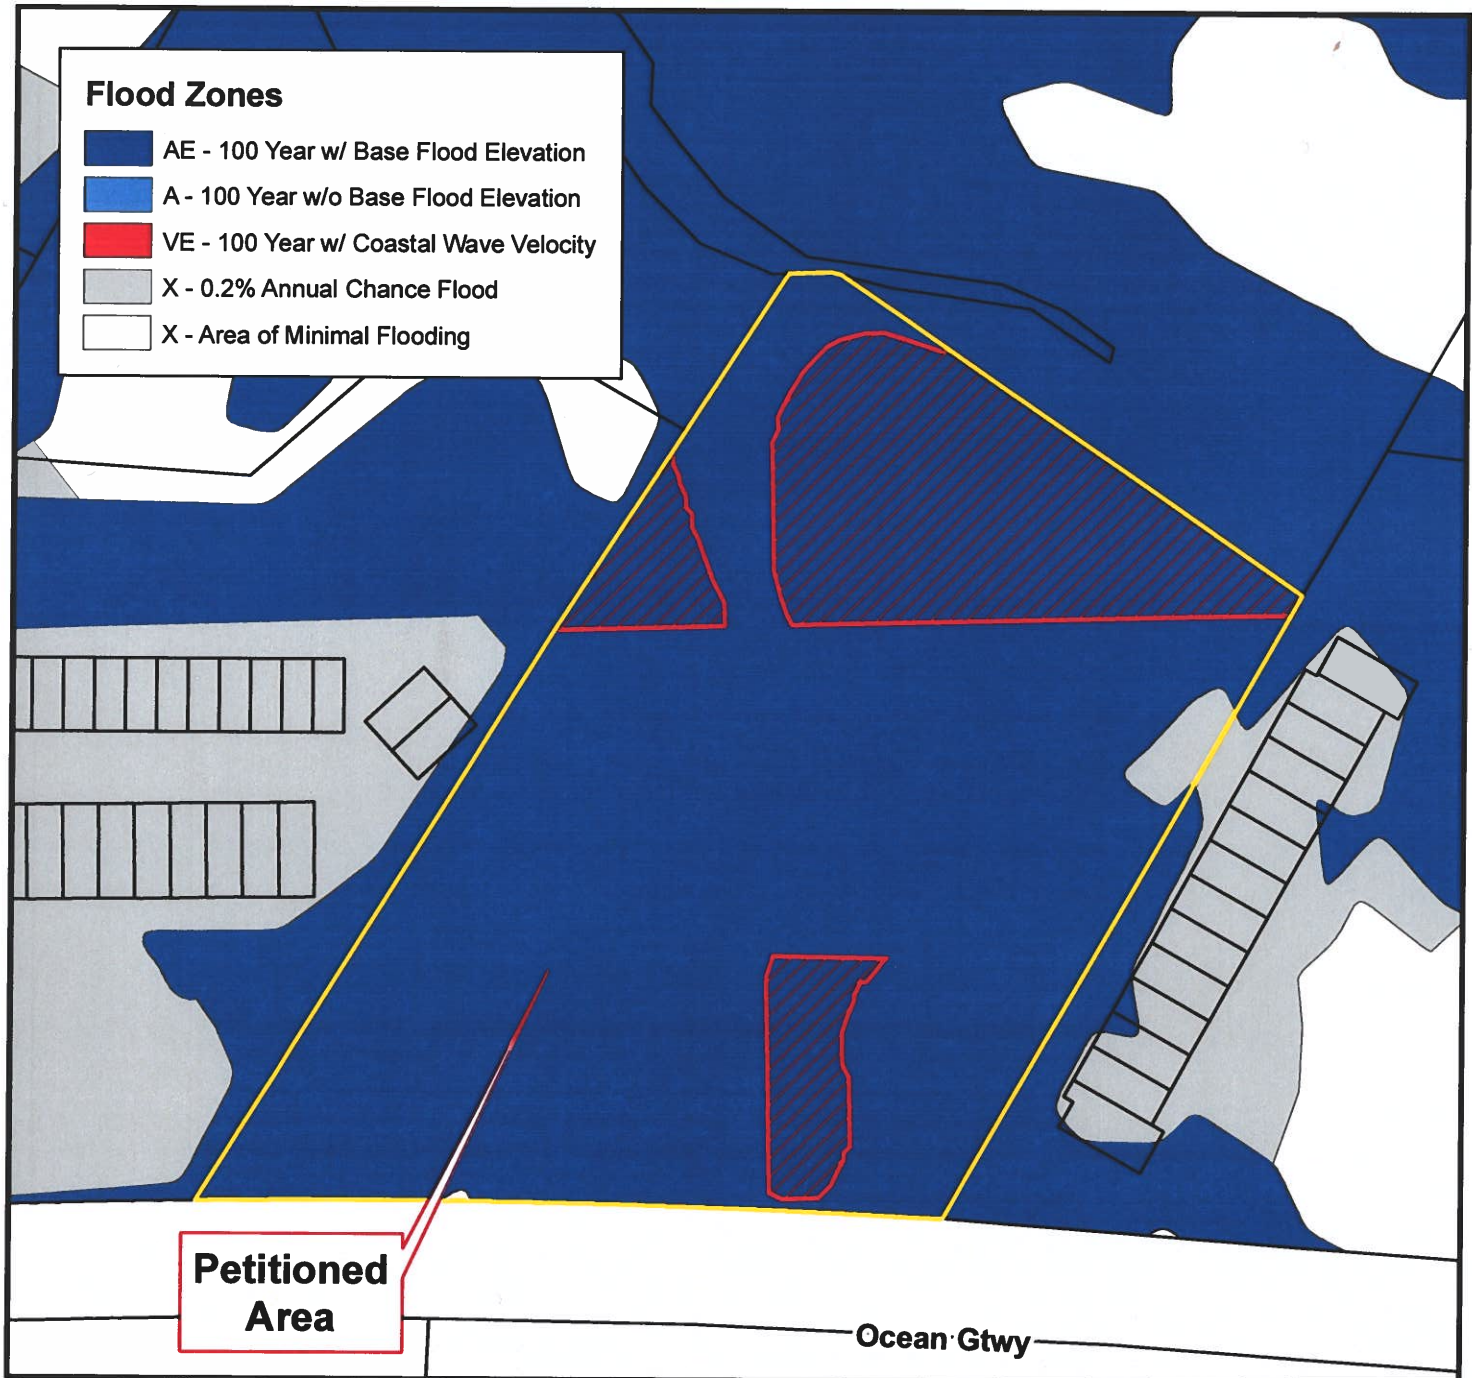 Flood Zones
AE - 100 Year w/ Base Flood Elevation
A - 100 Year w/o Base Flood Elevation
VE - 100 Year w/ Coastal Wave Velocity
X - 0.2% Annual Chance Flood
X - Area of Minimal Flooding
Petitioned
Area
Ocean Gtwy